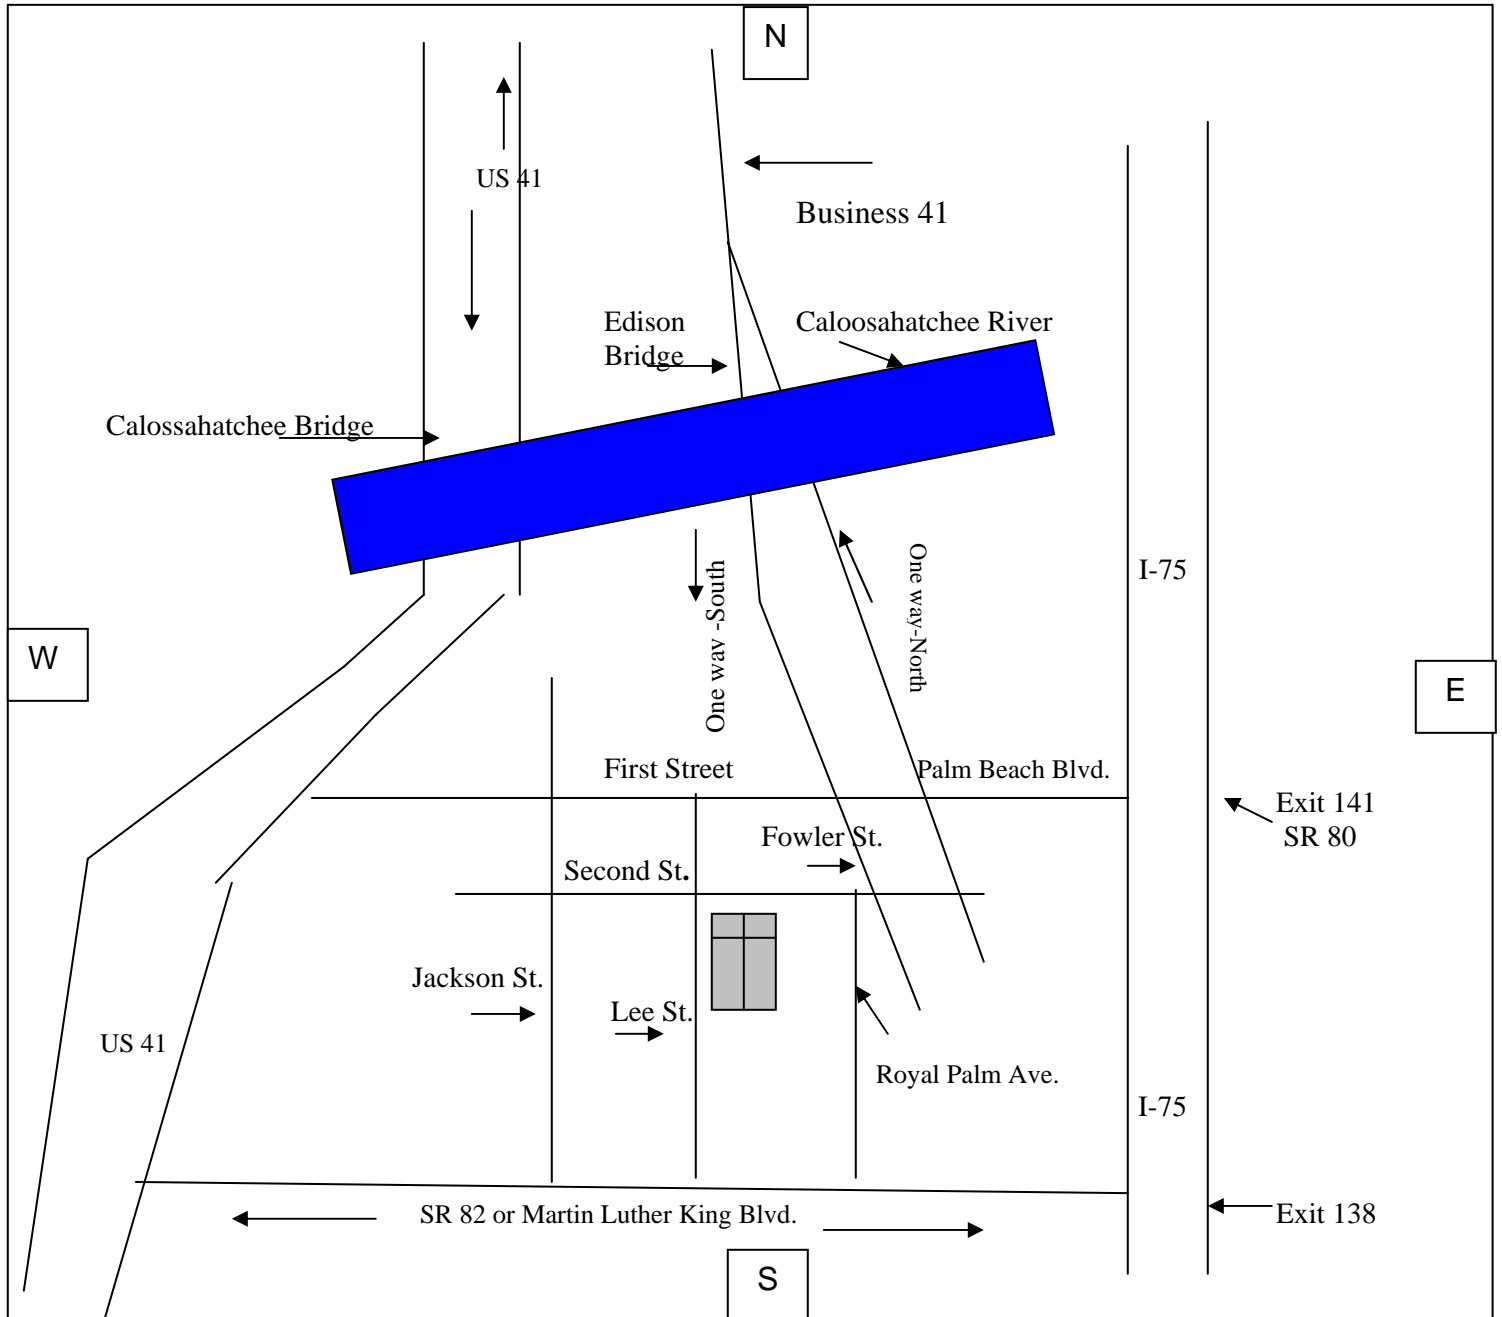 N
US 41
Business 41
Edison
Bridge
Caloosahatchee River
Calossahatchee Bridge
One way -South
One way-North
I-75
W
E
First Street
Palm Beach Blvd.
Exit 141
SR 80
Fowler St.
Second St.
Jackson St.
Lee St.
US 41
Royal Palm Ave.
I-75
SR 82 or Martin Luther King Blvd.
Exit 138
S